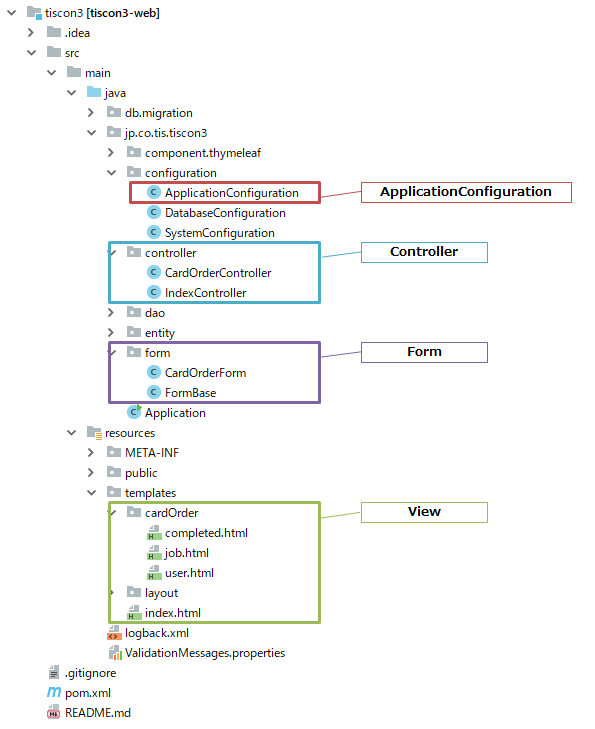 tiscon3 [tiscon3-web]
.idea
src
main
java
db.migration
jp.co.tis.tiscon3
component.thymeleaf
configuration
ApplicationConfiguration ApplicationConfiguration
DatabaseConfiguration
SystemConfiguration
controller Controller
CardOrderController
IndexController
dao
entity
form Form
CardOrderForm
FormBase
Application
resources
META-INF
public
templates
cardOrder View
completed.html
job.html
user.html
layout
index.html
logback.xml
ValidationMessages.properties
.gitignore
pom.xml
README.md